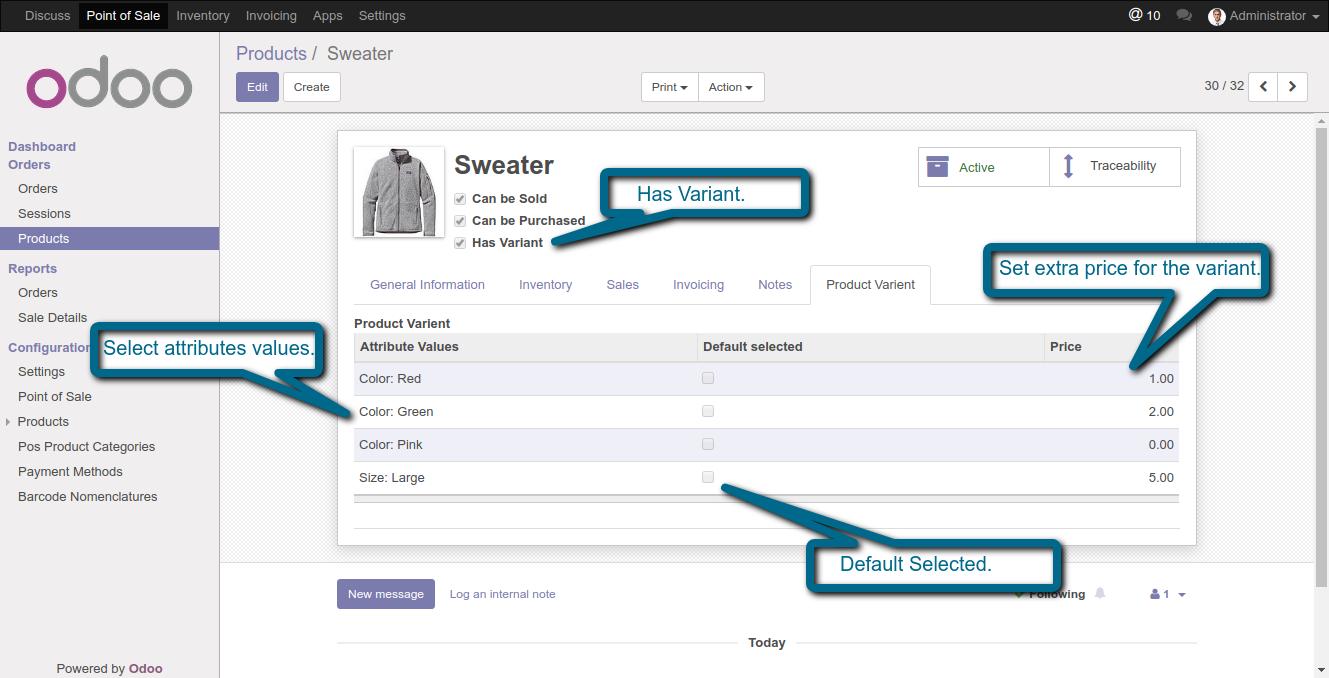 Discuss Point of Sale Inventory Invoicing Apps Settings @ 10 Administrator
odoo
Dashboard
Orders
Orders
Sessions
Products
Reports
Orders
Sale Details
Configuration
Settings
Point of Sale
Products
Pos Product Categories
Payment Methods
Barcode Nomenclatures
Powered by Odoo
Products / Sweater
Edit Create Print Action 30 / 32
Sweater
Can be Sold
Can be Purchased
Has Variant
Active Traceability
Has Variant.
Set extra price for the variant.
General Information Inventory Sales Invoicing Notes Product Varient
Product Varient
Attribute Values Default selected Price
Select attributes values.
Color: Red 1.00
Color: Green 2.00
Color: Pink 0.00
Size: Large 5.00
Default Selected.
New message Log an internal note Following 1
Today